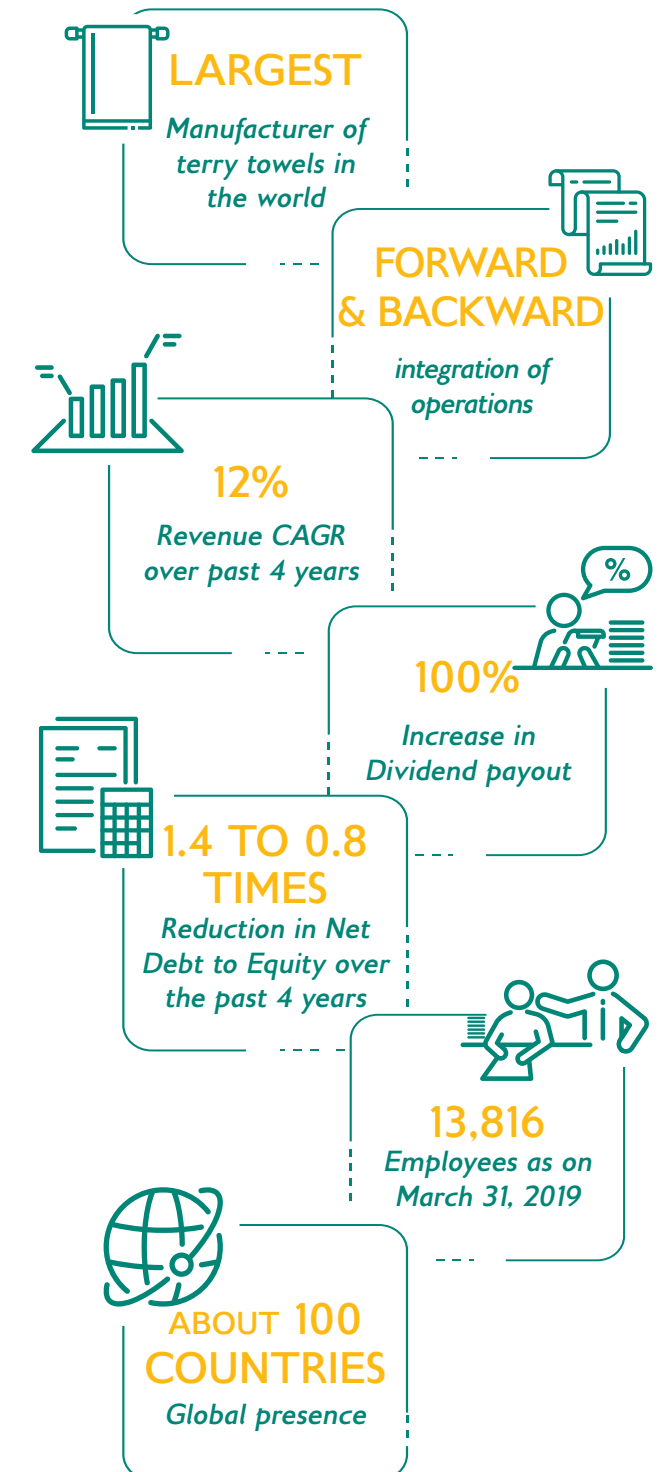 LARGEST
Manufacturer of
terry towels in
the world
FORWARD
& BACKWARD
integration of
operations
12%
Revenue CAGR
over past 4 years
%
100%
Increase in
Dividend payout
1.4 TO 0.8
TIMES
Reduction in Net
Debt to Equity over
the past 4 years
13,816
Employees as on
March 31, 2019
ABOUT 100
COUNTRIES
Global presence